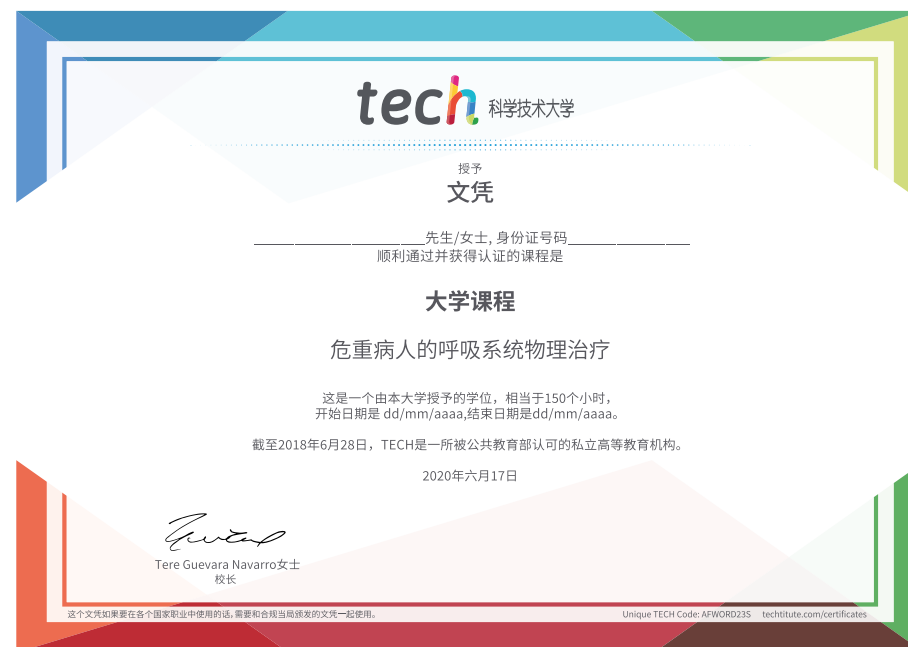 tech 科学技术大学
授予
文凭
先生/女士, 身份证号码
顺利通过并获得认证的课程是
大学课程
危重病人的呼吸系统物理治疗
这是一个由本大学授予的学位，相当于150个小时，
开始日期是 dd/mm/aaaa,结束日期是dd/mm/aaaa。
截至2018年6月28日，TECH是一所被公共教育部认可的私立高等教育机构。
2020年六月17日
Tere Guevara Navarro女士
校长
这个文凭如果要在各个国家职业中使用的话,需要和合规当局颁发的文凭一起使用。
Unique TECH Code: AFWORD23S techtitute.com/certificates